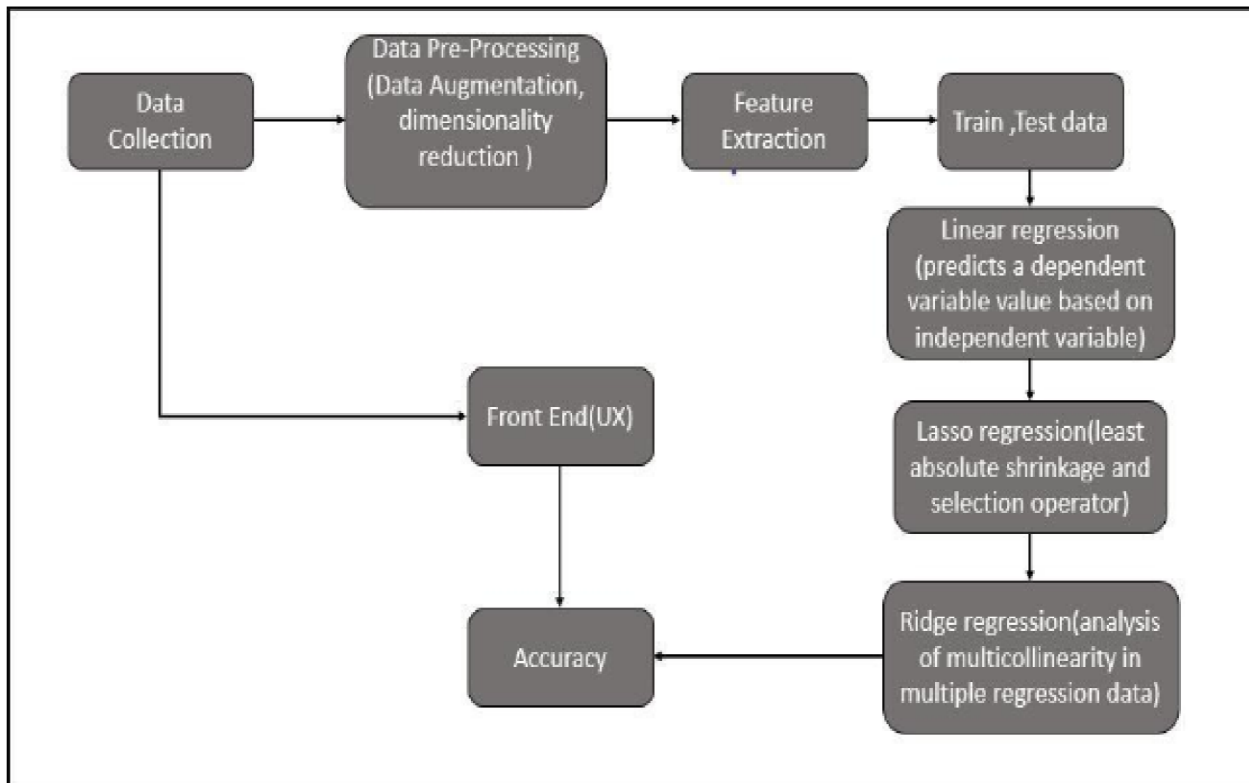 Data
Collection
Data Pre-Processing
(Data Augmentation,
dimensionality
reduction )
Feature
Extraction
Train ,Test data
Linear regression
(predicts a dependent
variable value based on
independent variable)
Front End(UX)
Lasso regression(least
absolute shrinkage and
selection operator)
Accuracy
Ridge regression(analysis
of multicollinearity in
multiple regression data)